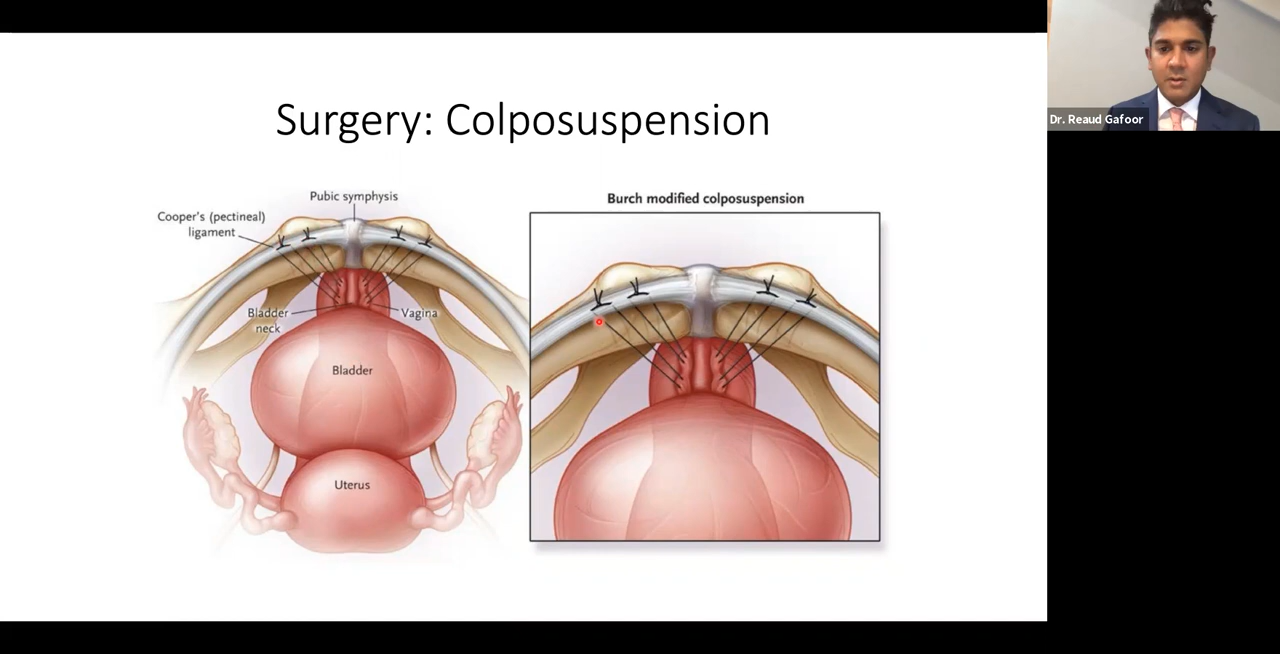 Surgery: Colposuspension
Pubic symphysis
Cooper's (pectineal)
ligament
Bladder
neck
Vagina
Bladder
Uterus
Burch modified colposuspension
Dr. Reaud Gafoor